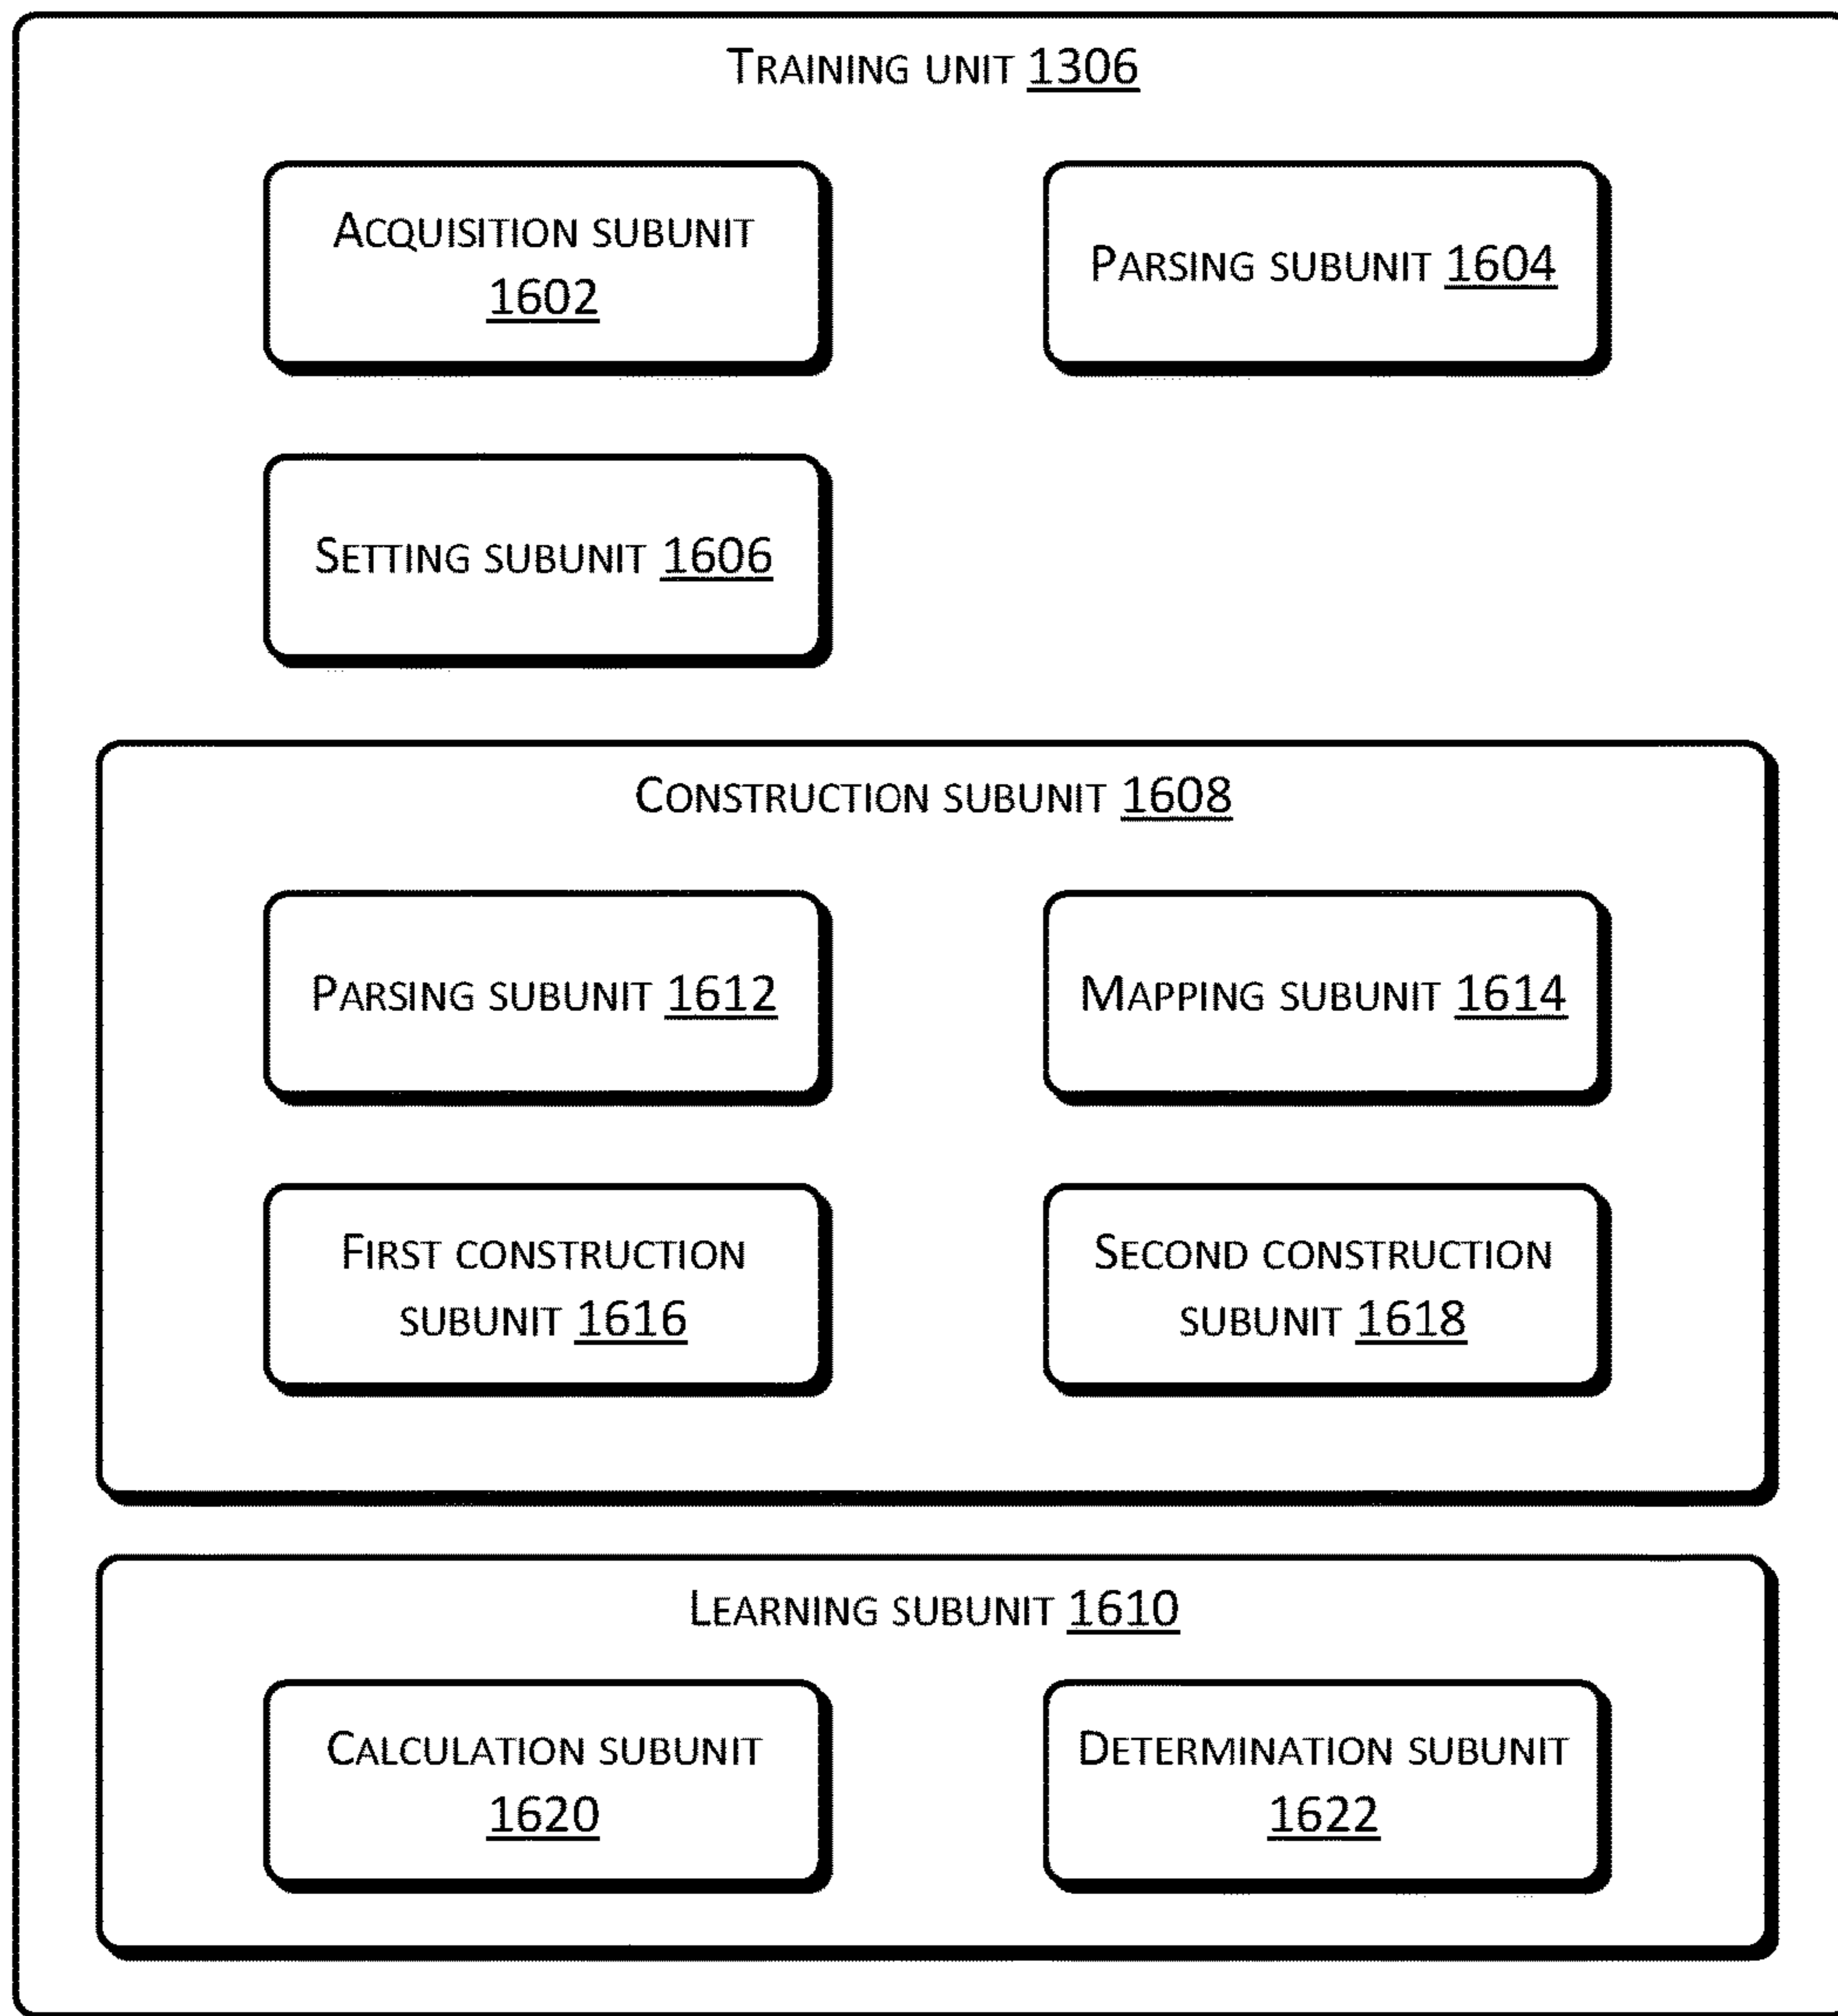 TRAINING UNIT 1306
ACQUISITION SUBUNIT
1602
PARSING SUBUNIT 1604
SETTING SUBUNIT 1606
CONSTRUCTION SUBUNIT 1608
PARSING SUBUNIT 1612
MAPPING SUBUNIT 1614
FIRST CONSTRUCTION
SUBUNIT 1616
SECOND CONSTRUCTION
SUBUNIT 1618
LEARNING SUBUNIT 1610
CALCULATION SUBUNIT
1620
DETERMINATION SUBUNIT
1622